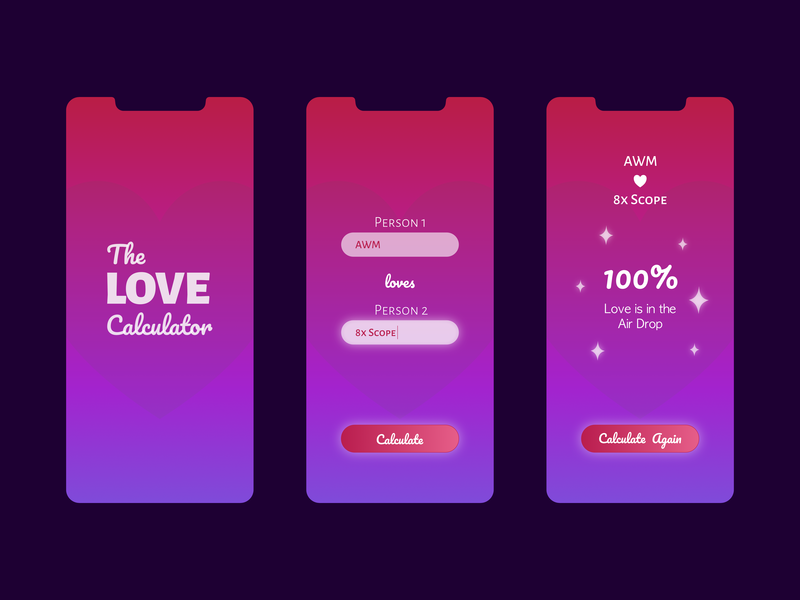 The
LOVE
Calculator
Person 1
AWM
loves
Person 2
8x Scope
Calculate
AWM
8x Scope
100%
Love is in the
Air Drop
Calculate Again